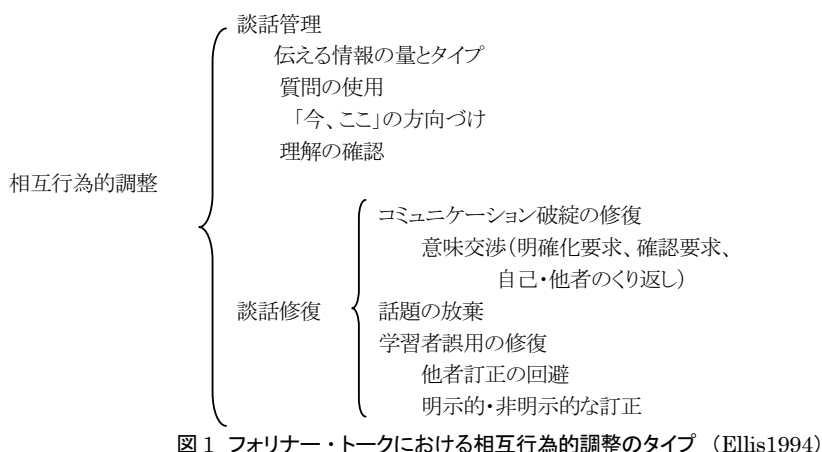 談話管理
伝える情報の量とタイプ
質問の使用
「今、ここ」の方向づけ
理解の確認
相互行為的調整
コミュニケーション破綻の修復
意味交渉（明確化要求、確認要求、
自己・他者のくり返し）
談話修復
話題の放棄
学習者誤用の修復
他者訂正の回避
明示的・非明示的な訂正
図1 フォリナー・トークにおける相互行為的調整のタイプ （Ellis1994）